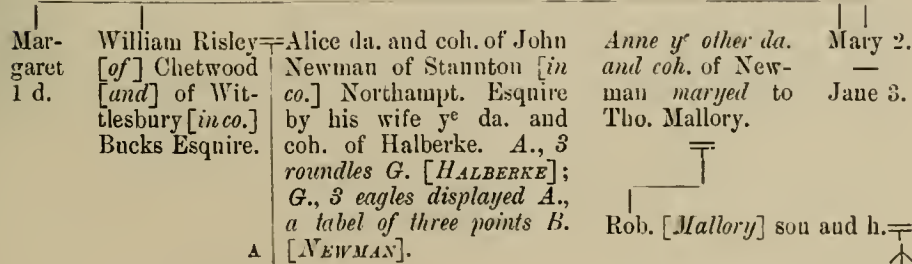 Mar-
garet
1 d.
William Risley
[of] Chetwood
[and] of Wit-
tlesbury [in co.]
Bucks Esquire.
A
Alice da. and coh. of John
Newman of Stannton [in
co.] Northampt. Esquire
by his wife yᵉ da. and
coh. of Halberke. A., 3
roundles G. [HALBERKE];
G., 3 eagles displayed A.,
a label of three points B.
[NEWMAN].
Anne yᵉ other da.
and coh. of New-
man maryed to
Tho. Mallory.
Rob. [Mallory] son and h.
Mary 2.
—
Jane 3.